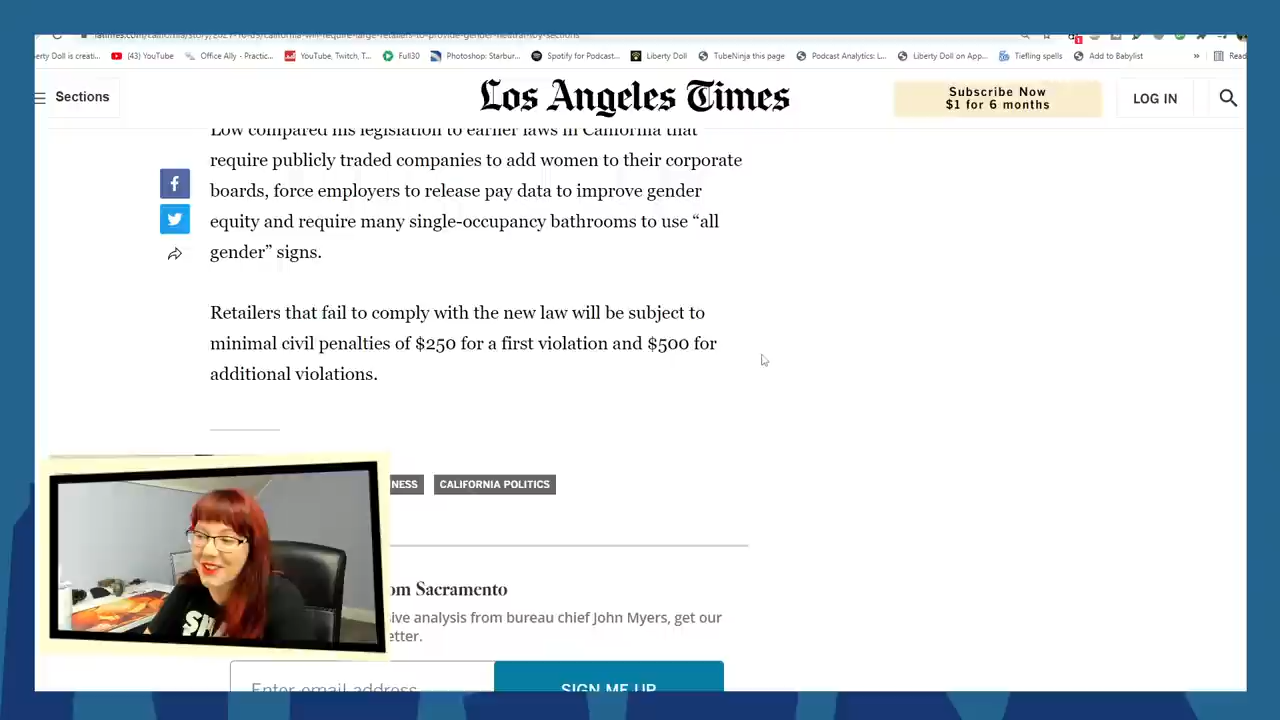 latimes.com/california/story/2021-10-09/california-will-require-large-retailers-to-provide-gender-neutral-toy-sections
iberty Doll is creati... (43) YouTube Office Ally - Practic... YouTube, Twitch, T... Full30 Photoshop: Starbur... Spotify for Podcast... Liberty Doll TubeNinja this page Podcast Analytics: L... Liberty Doll on App... Tiefling spells Add to Babylist » Read
Sections Los Angeles Times Subscribe Now LOG IN
$1 for 6 months
Low compared his legislation to earlier laws in California that
require publicly traded companies to add women to their corporate
boards, force employers to release pay data to improve gender
equity and require many single-occupancy bathrooms to use “all
gender” signs.
Retailers that fail to comply with the new law will be subject to
minimal civil penalties of $250 for a first violation and $500 for
additional violations.
NESS CALIFORNIA POLITICS
om Sacramento
ive analysis from bureau chief John Myers, get our
etter.
Enter email address SIGN ME UP